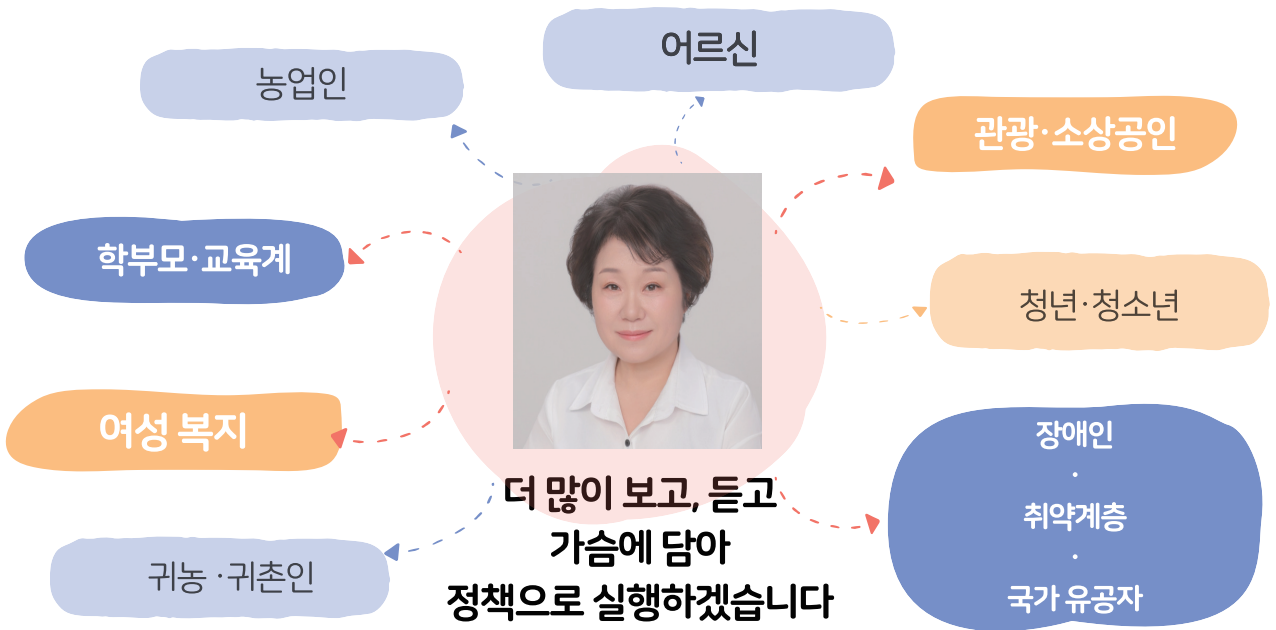 어르신
농업인
관광·소상공인
학부모·교육계
청년·청소년
여성 복지
장애인
·
취약계층
·
국가 유공자
귀농 ·귀촌인
더 많이 보고, 듣고
가슴에 담아
정책으로 실행하겠습니다